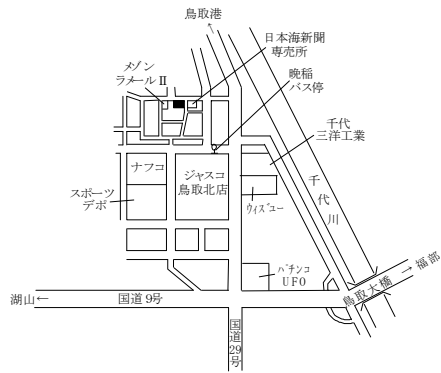 鳥取港
日本海新聞
専売所
メゾン
ラメールⅡ
晩稲
バス停
千代
三洋工業
ナフコ
ジャスコ
鳥取北店
スポーツ
デポ
ウィズユー
千代川
パチンコ
UFO
鳥取大橋
→福部
湖山←
国道9号
国道29号